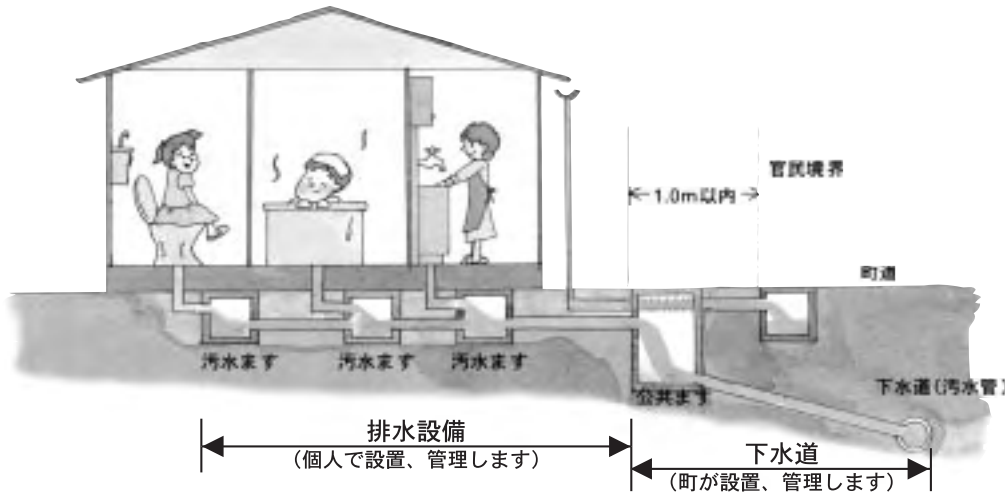 官民境界
1.0m以内
町道
汚水ます
汚水ます
汚水ます
公共ます
下水道(汚水管)
排水設備
(個人で設置、管理します)
下水道
(町が設置、管理します)